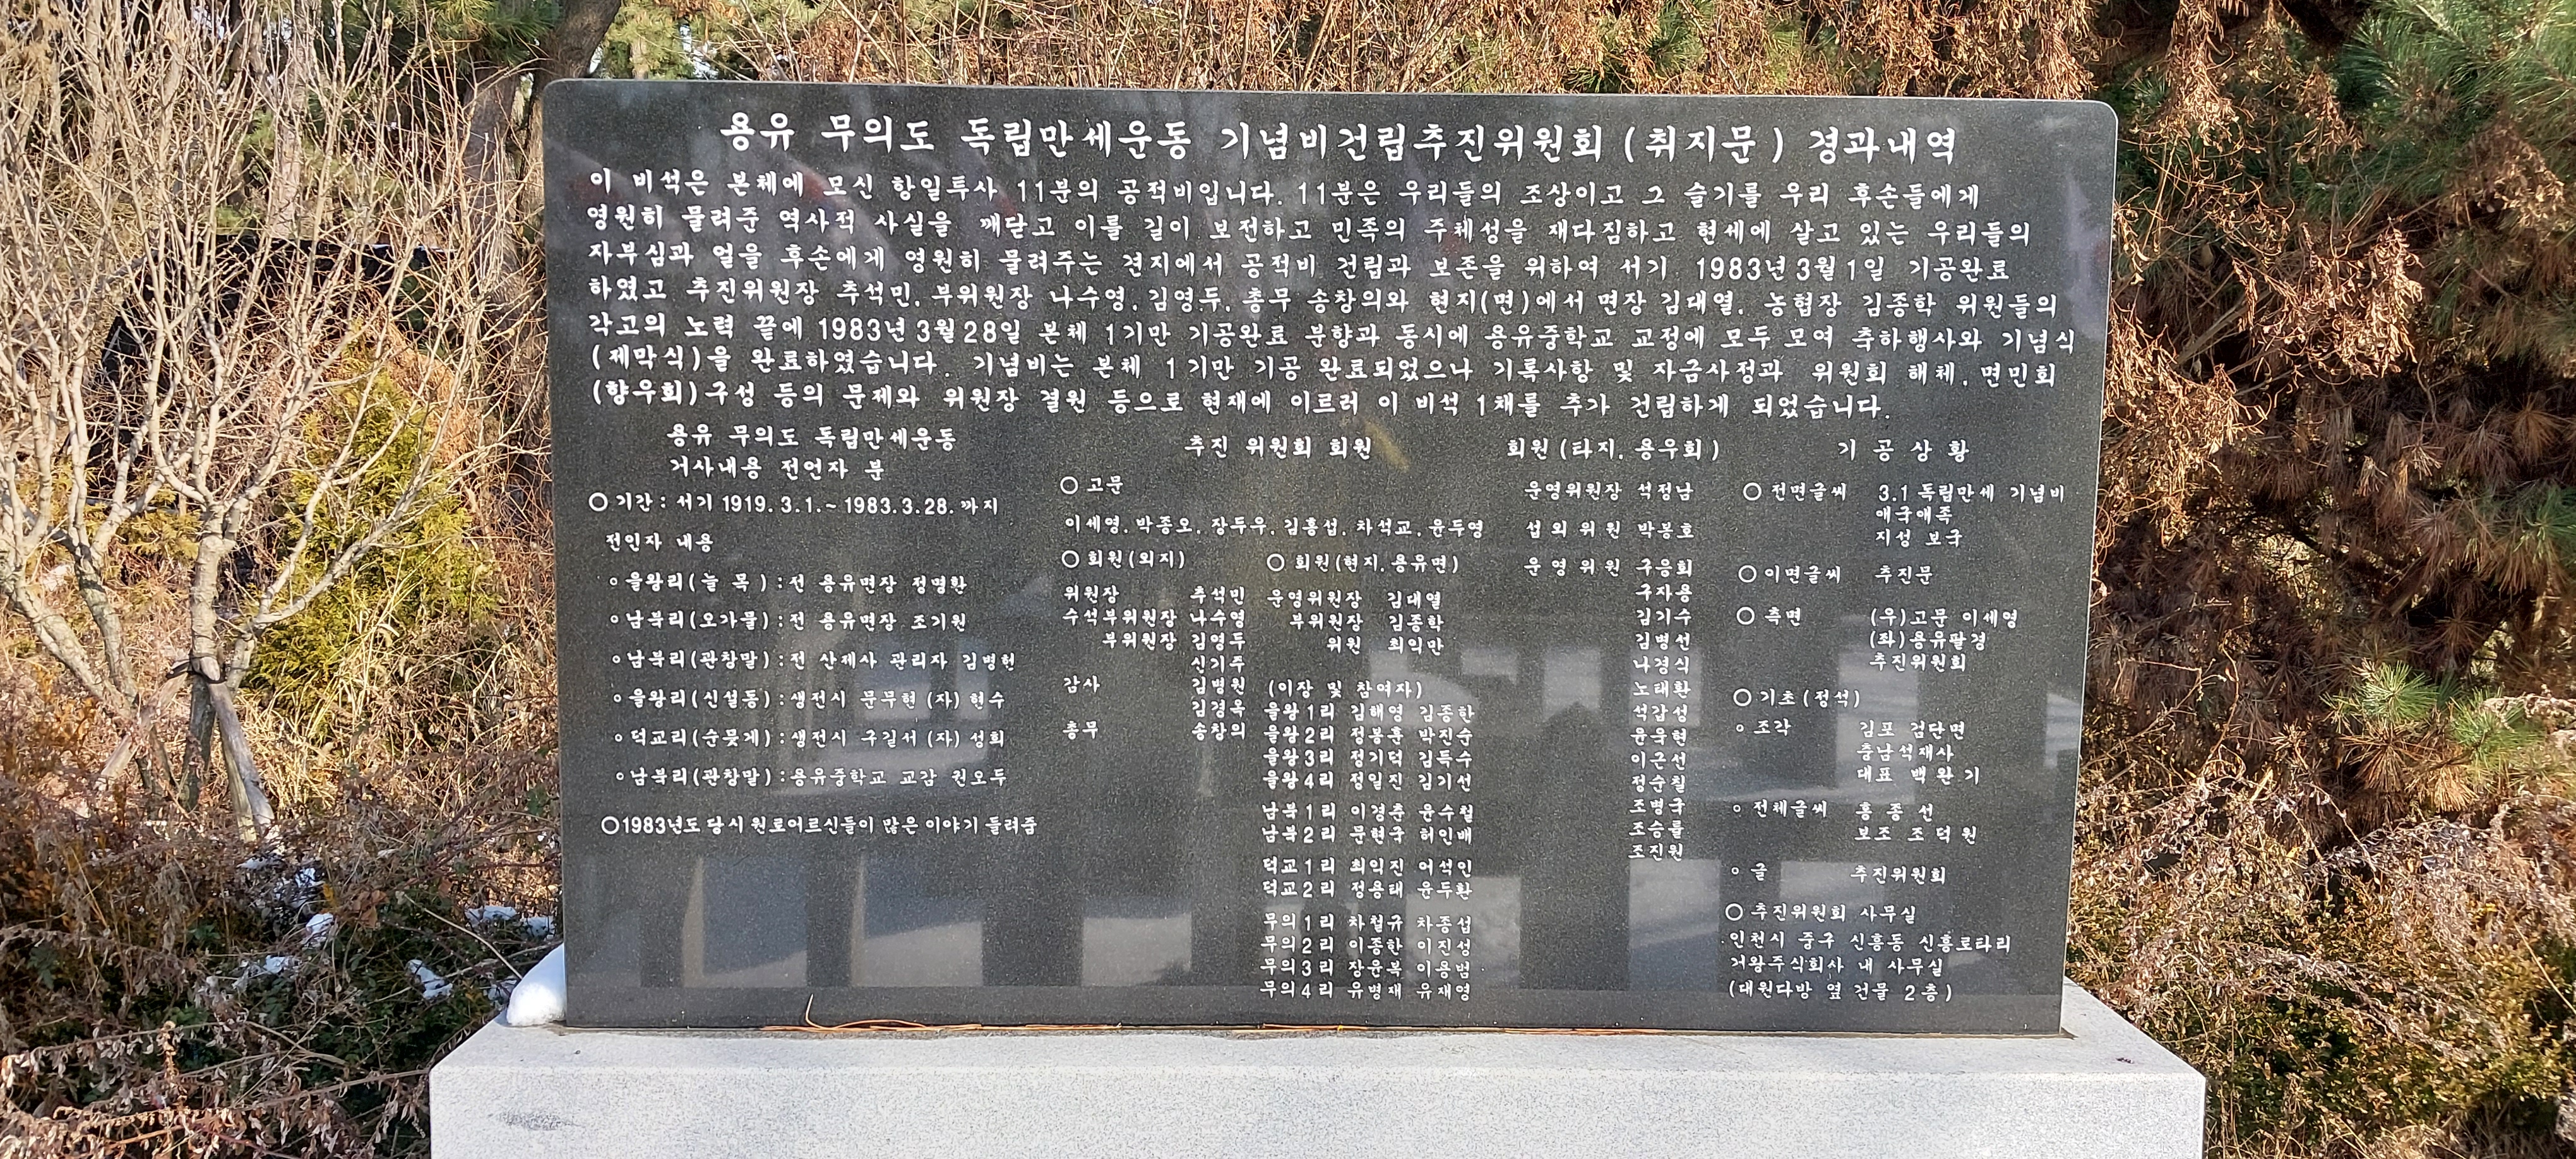 용유 무의도 독립만세운동 기념비건립추진위원회 (취지문) 경과내역
이 비석은 본체에 모신 항일투사 11분의 공적비입니다. 11분은 우리들의 조상이고 그 슬기를 우리 후손들에게
영원히 물려준 역사적 사실을 깨닫고 이를 길이 보전하고 민족의 주체성을 재다짐하고 현세에 살고 있는 우리들의
자부심과 얼을 후손에게 영원히 물려주는 견지에서 공적비 건립과 보존을 위하여 서기 1983년 3월 1일 기공완료
하였고 추진위원장 추석민, 부위원장 나수영, 김영두, 총무 송창의와 현지(면)에서 면장 김대열, 농협장 김종학 위원들의
각고의 노력 끝에 1983년 3월 28일 본체 1기만 기공완료 분향과 동시에 용유중학교 교정에 모두 모여 축하행사와 기념식
(제막식)을 완료하였습니다. 기념비는 본체 1기만 기공 완료되었으나 기록사항 및 자금사정과 위원회 해체, 면민회
(향우회)구성 등의 문제와 위원장 결원 등으로 현재에 이르러 이 비석 1채를 추가 건립하게 되었습니다.
용유 무의도 독립만세운동
거사내용 전언자 분
○ 기간 : 서기 1919. 3. 1. ~ 1983. 3. 28. 까지
전인자 내용
○ 을왕리(늘 목) : 전 용유면장 정명환
○ 남북리(오가물) : 전 용유면장 조기원
○ 남북리(관창말) : 전 산제사 관리자 김병헌
○ 을왕리(신설동) : 생전시 문무현 (자) 현수
○ 덕교리(순뭇게) : 생전시 구길서 (자) 성희
○ 남북리(관창말) : 용유중학교 교감 권오두
○ 1983년도 당시 원로어르신들이 많은 이야기 들려줌
추진 위원회 회원
○ 고문
이세영, 박종오, 장두우, 김홍섭, 차석교, 윤두영
○ 회원(외지)
위원장 추석민
수석부위원장 나수영
부위원장 김영두
신기주
감사 김병원
김경옥
총무 송창의
○ 회원(현지, 용유면)
운영위원장 김대열
부위원장 김종학
위원 최익만
(이장 및 참여자)
을왕1리 김해영 김종한
을왕2리 정봉훈 박진순
을왕3리 정기덕 김득수
을왕4리 정일진 김기선
남북1리 이경춘 윤수철
남북2리 문현국 허인배
덕교1리 최익진 어석인
덕교2리 정용태 윤두환
무의1리 차철규 차종섭
무의2리 이종한 이진성
무의3리 장윤복 이용범
무의4리 유병재 유재영
회원(타지, 용우회)
운영위원장 석정남
섭외위원 박봉호
운영위원 구응회
구자용
김기수
김병선
나경식
노태환
석갑성
윤욱현
이근선
정순칠
조병국
조승률
조진원
기 공 상 황
○ 전면글씨 3.1 독립만세 기념비
애국애족
지성 보국
○ 이면글씨 추진문
○ 측면 (우)고문 이세영
(좌)용유팔경
추진위원회
○ 기초(정석)
○ 조각 김포 검단면
충남석재사
대표 백완기
○ 전체글씨 홍종선
보조 조덕원
○ 글 추진위원회
○ 추진위원회 사무실
인천시 중구 신흥동 신흥로타리
거왕주식회사 내 사무실
(대원다방 옆 건물 2층)